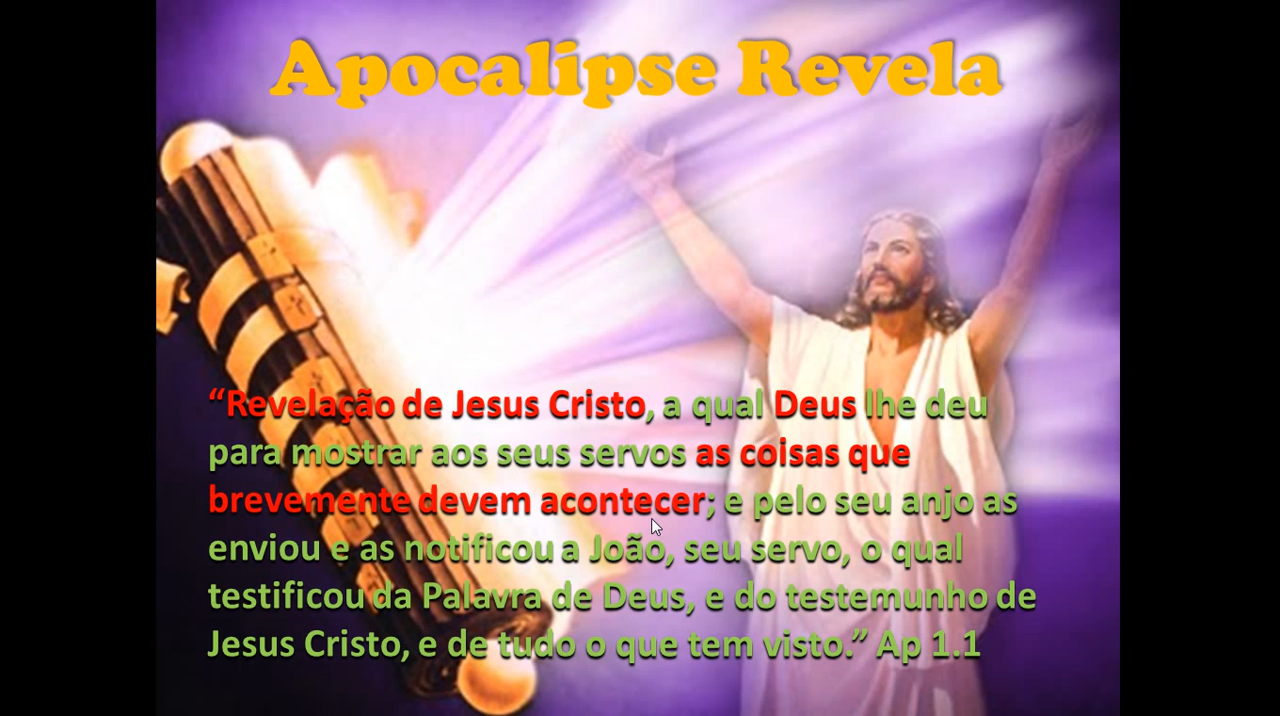 Apocalipse Revela
“Revelação de Jesus Cristo, a qual Deus lhe deu
para mostrar aos seus servos as coisas que
brevemente devem acontecer; e pelo seu anjo as
enviou e as notificou a João, seu servo, o qual
testificou da Palavra de Deus, e do testemunho de
Jesus Cristo, e de tudo o que tem visto.” Ap 1.1